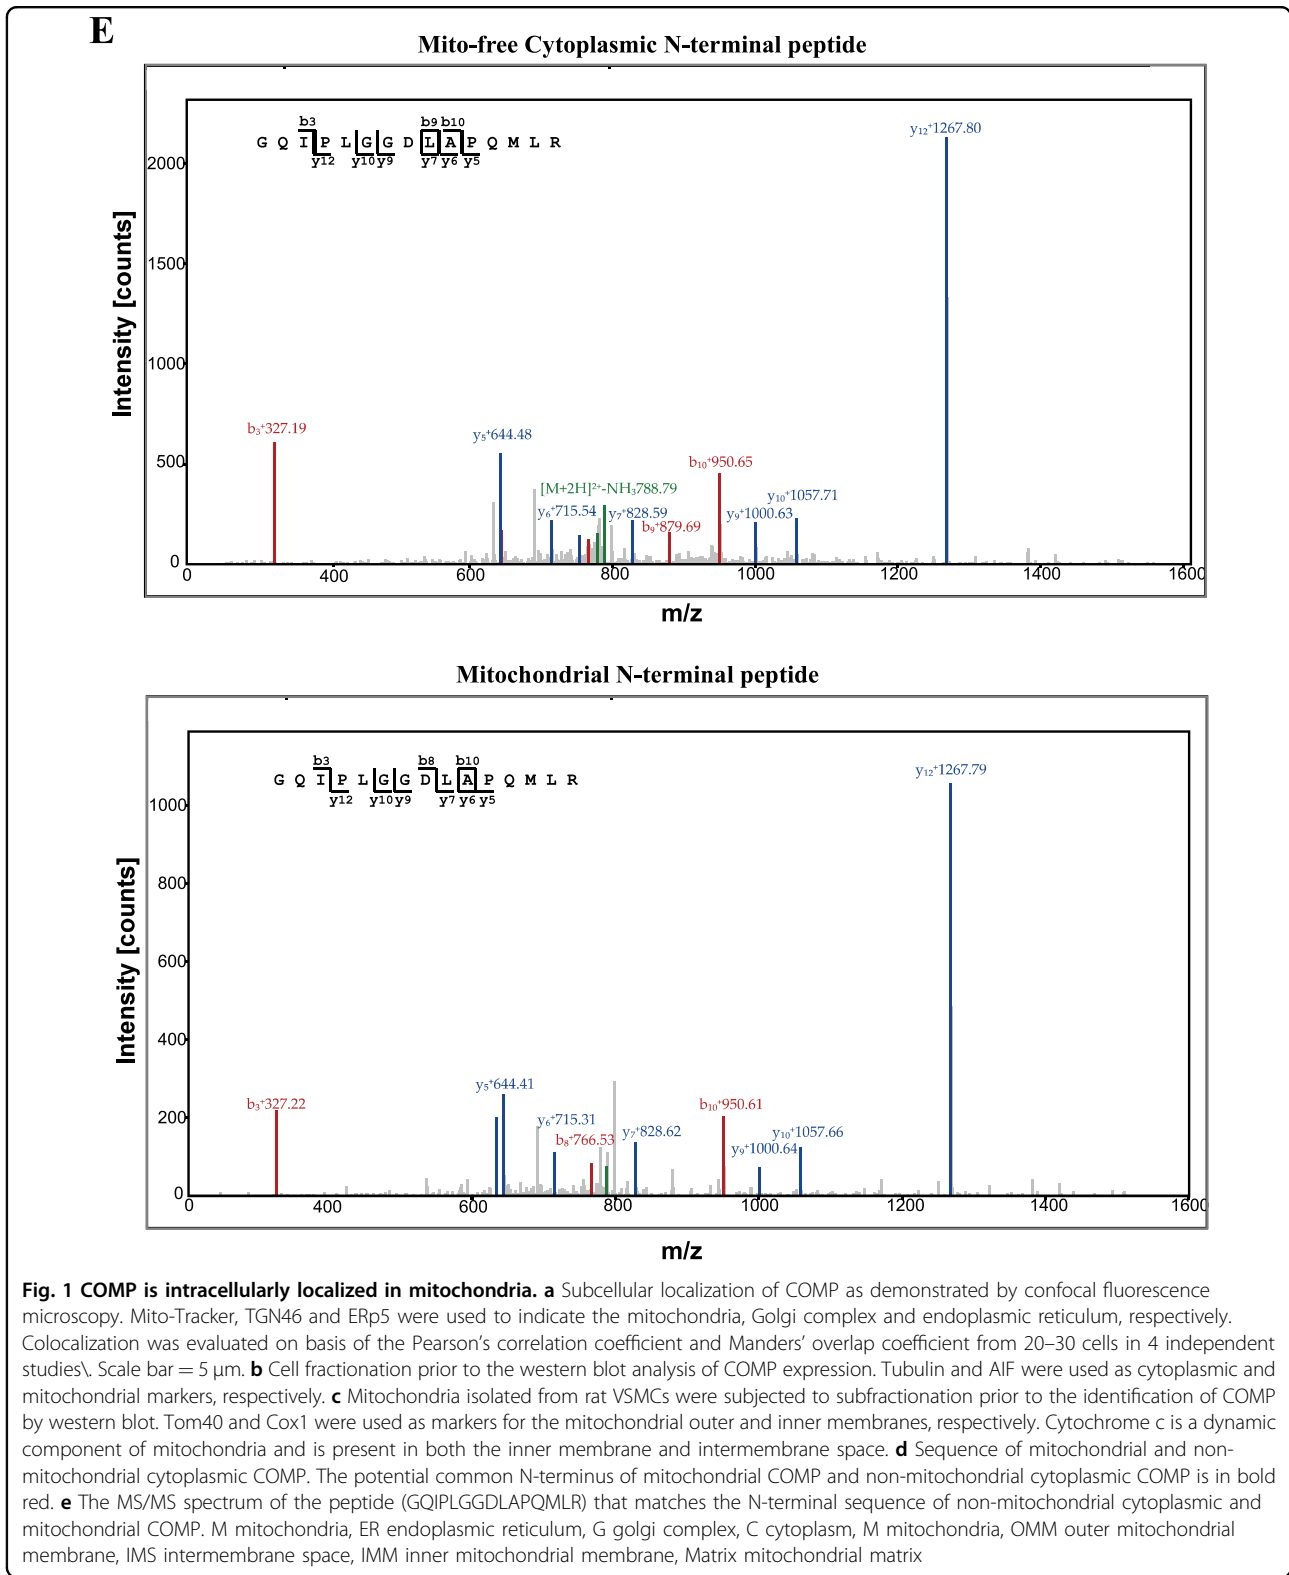 E
Mito-free Cytoplasmic N-terminal peptide
b3 b9 b10
G Q I P L G G D L A P Q M L R
y12 y10 y9 y7 y6 y5
Intensity [counts]
2000
1500
1000
500
0
y₁₂⁺1267.80
b₃⁺327.19
y₅⁺644.48
b₁₀⁺950.65
[M+2H]²⁺-NH₃788.79
y₁₀⁺1057.71
y₆⁺715.54
y₇⁺828.59
y₉⁺1000.63
b₉⁺879.69
0 400 600 800 1000 1200 1400 1600
m/z
Mitochondrial N-terminal peptide
b3 b8 b10
G Q I P L G G D L A P Q M L R
y12 y10 y9 y7 y6 y5
Intensity [counts]
1000
800
600
400
200
0
y₁₂⁺1267.79
y₅⁺644.41
b₃⁺327.22
b₁₀⁺950.61
y₆⁺715.31
y₇⁺828.62
y₁₀⁺1057.66
b₈⁺766.53
y₉⁺1000.64
0 400 600 800 1000 1200 1400 1600
m/z
Fig. 1 COMP is intracellularly localized in mitochondria. a Subcellular localization of COMP as demonstrated by confocal fluorescence
microscopy. Mito-Tracker, TGN46 and ERp5 were used to indicate the mitochondria, Golgi complex and endoplasmic reticulum, respectively.
Colocalization was evaluated on basis of the Pearson's correlation coefficient and Manders' overlap coefficient from 20–30 cells in 4 independent
studies\. Scale bar = 5 μm. b Cell fractionation prior to the western blot analysis of COMP expression. Tubulin and AIF were used as cytoplasmic and
mitochondrial markers, respectively. c Mitochondria isolated from rat VSMCs were subjected to subfractionation prior to the identification of COMP
by western blot. Tom40 and Cox1 were used as markers for the mitochondrial outer and inner membranes, respectively. Cytochrome c is a dynamic
component of mitochondria and is present in both the inner membrane and intermembrane space. d Sequence of mitochondrial and non-
mitochondrial cytoplasmic COMP. The potential common N-terminus of mitochondrial COMP and non-mitochondrial cytoplasmic COMP is in bold
red. e The MS/MS spectrum of the peptide (GQIPLGGDLAPQMLR) that matches the N-terminal sequence of non-mitochondrial cytoplasmic and
mitochondrial COMP. M mitochondria, ER endoplasmic reticulum, G golgi complex, C cytoplasm, M mitochondria, OMM outer mitochondrial
membrane, IMS intermembrane space, IMM inner mitochondrial membrane, Matrix mitochondrial matrix